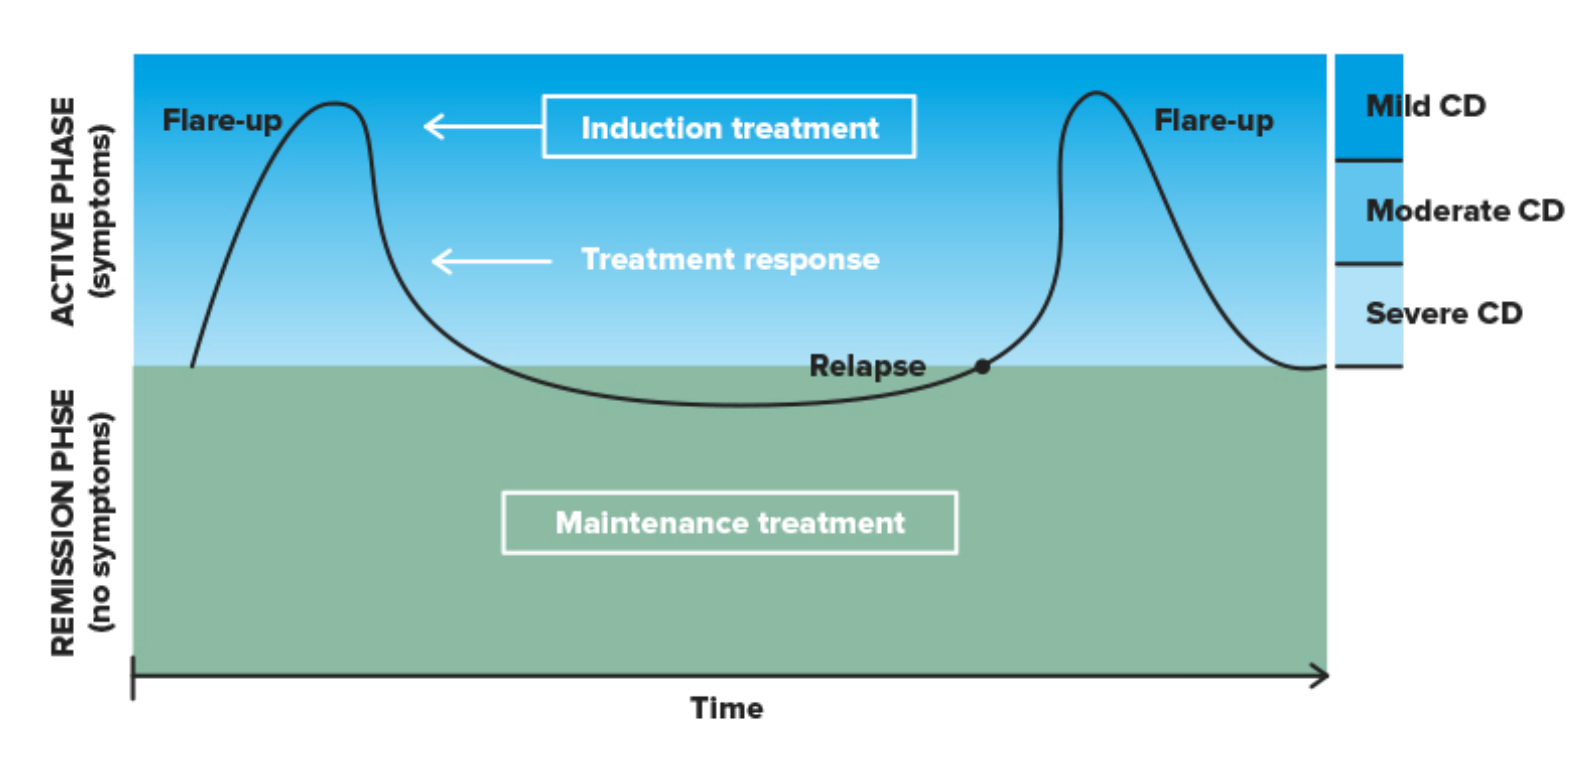 ACTIVE PHASE
(symptoms)
REMISSION PHSE
(no symptoms)
Flare-up
Induction treatment
Treatment response
Relapse
Flare-up
Maintenance treatment
Time
Mild CD
Moderate CD
Severe CD